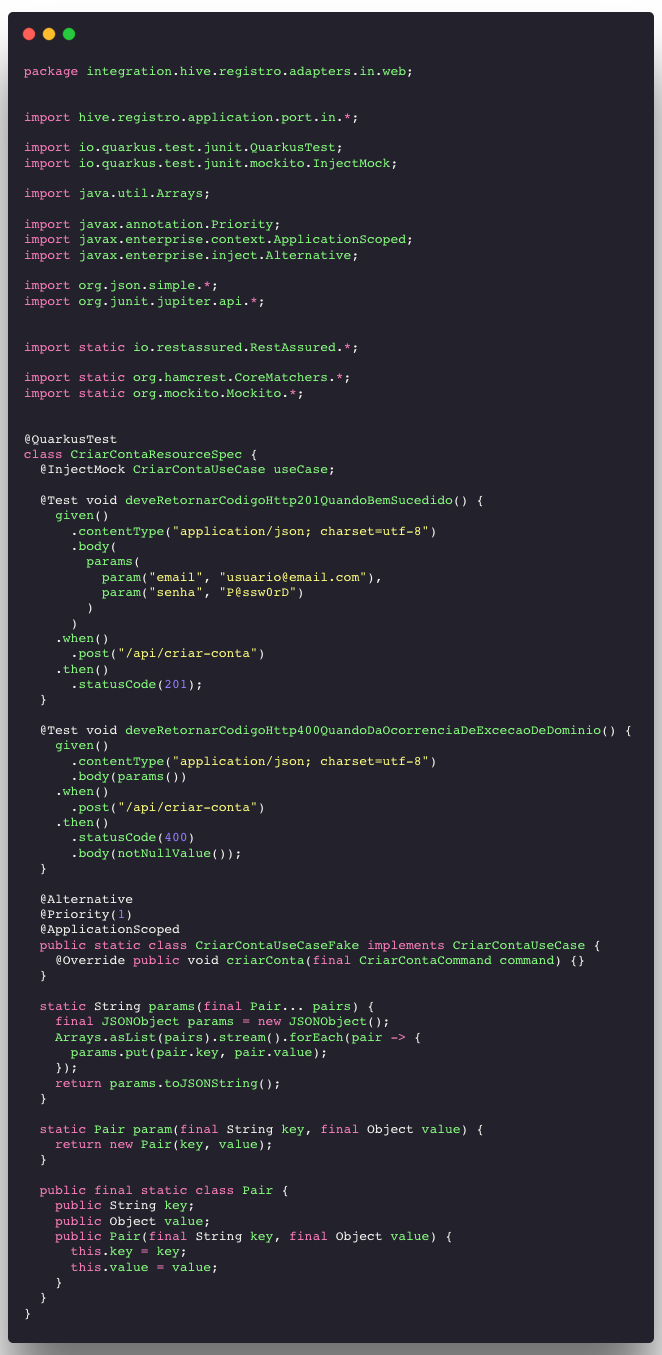 package integration.hive.registro.adapters.in.web;
import hive.registro.application.port.in.*;
import io.quarkus.test.junit.QuarkusTest;
import io.quarkus.test.junit.mockito.InjectMock;
import java.util.Arrays;
import javax.annotation.Priority;
import javax.enterprise.context.ApplicationScoped;
import javax.enterprise.inject.Alternative;
import org.json.simple.*;
import org.junit.jupiter.api.*;
import static io.restassured.RestAssured.*;
import static org.hamcrest.CoreMatchers.*;
import static org.mockito.Mockito.*;
@QuarkusTest
class CriarContaResourceSpec {
  @InjectMock CriarContaUseCase useCase;
  @Test void deveRetornarCodigoHttp201QuandoBemSucedido() {
    given()
      .contentType("application/json; charset=utf-8")
      .body(
        params(
          param("email", "usuario@email.com"),
          param("senha", "P@ssw0rD")
        )
      )
    .when()
      .post("/api/criar-conta")
    .then()
      .statusCode(201);
  }
  @Test void deveRetornarCodigoHttp400QuandoDaOcorrenciaDeExcecaoDeDominio() {
    given()
      .contentType("application/json; charset=utf-8")
      .body(params())
    .when()
      .post("/api/criar-conta")
    .then()
      .statusCode(400)
      .body(notNullValue());
  }
  @Alternative
  @Priority(1)
  @ApplicationScoped
  public static class CriarContaUseCaseFake implements CriarContaUseCase {
    @Override public void criarConta(final CriarContaCommand command) {}
  }
  static String params(final Pair... pairs) {
    final JSONObject params = new JSONObject();
    Arrays.asList(pairs).stream().forEach(pair -> {
      params.put(pair.key, pair.value);
    });
    return params.toJSONString();
  }
  static Pair param(final String key, final Object value) {
    return new Pair(key, value);
  }
  public final static class Pair {
    public String key;
    public Object value;
    public Pair(final String key, final Object value) {
      this.key = key;
      this.value = value;
    }
  }
}